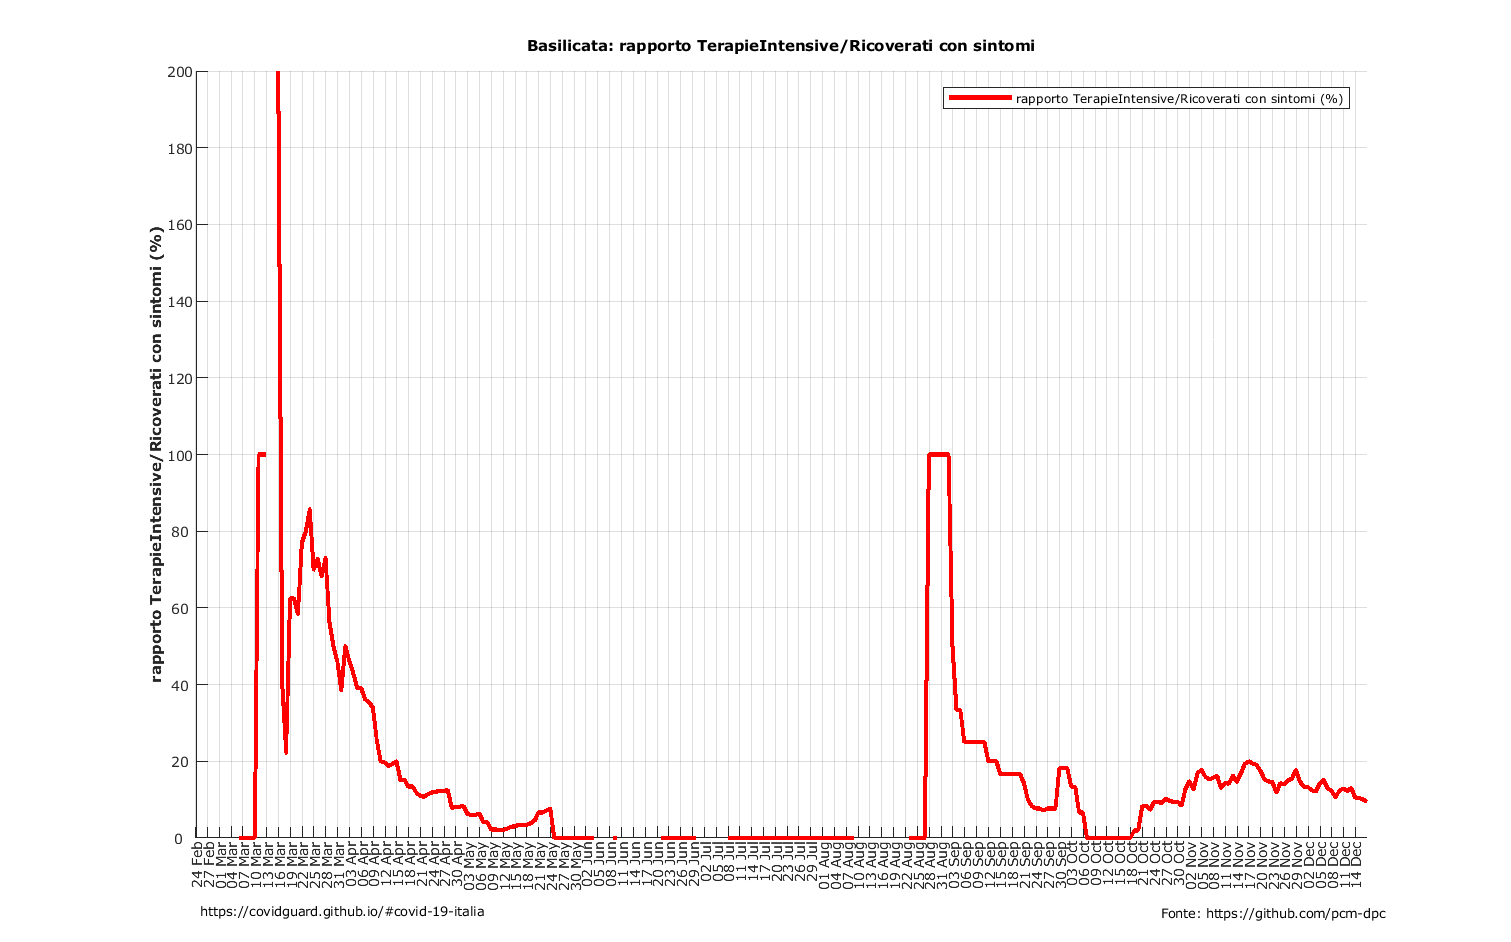 Basilicata: rapporto TerapieIntensive/Ricoverati con sintomi
rapporto TerapieIntensive/Ricoverati con sintomi (%)
rapporto TerapieIntensive/Ricoverati con sintomi (%)
200
180
160
140
120
100
80
60
40
20
0
24 Feb
27 Feb
01 Mar
04 Mar
07 Mar
10 Mar
13 Mar
16 Mar
19 Mar
22 Mar
25 Mar
28 Mar
31 Mar
03 Apr
06 Apr
09 Apr
12 Apr
15 Apr
18 Apr
21 Apr
24 Apr
27 Apr
30 Apr
03 May
06 May
09 May
12 May
15 May
18 May
21 May
24 May
27 May
30 May
02 Jun
05 Jun
08 Jun
11 Jun
14 Jun
17 Jun
20 Jun
23 Jun
26 Jun
29 Jun
02 Jul
05 Jul
08 Jul
11 Jul
14 Jul
17 Jul
20 Jul
23 Jul
26 Jul
29 Jul
01 Aug
04 Aug
07 Aug
10 Aug
13 Aug
16 Aug
19 Aug
22 Aug
25 Aug
28 Aug
31 Aug
03 Sep
06 Sep
09 Sep
12 Sep
15 Sep
18 Sep
21 Sep
24 Sep
27 Sep
30 Sep
03 Oct
06 Oct
09 Oct
12 Oct
15 Oct
18 Oct
21 Oct
24 Oct
27 Oct
30 Oct
02 Nov
05 Nov
08 Nov
11 Nov
14 Nov
17 Nov
20 Nov
23 Nov
26 Nov
29 Nov
02 Dec
05 Dec
08 Dec
11 Dec
14 Dec
https://covidguard.github.io/#covid-19-italia
Fonte: https://github.com/pcm-dpc